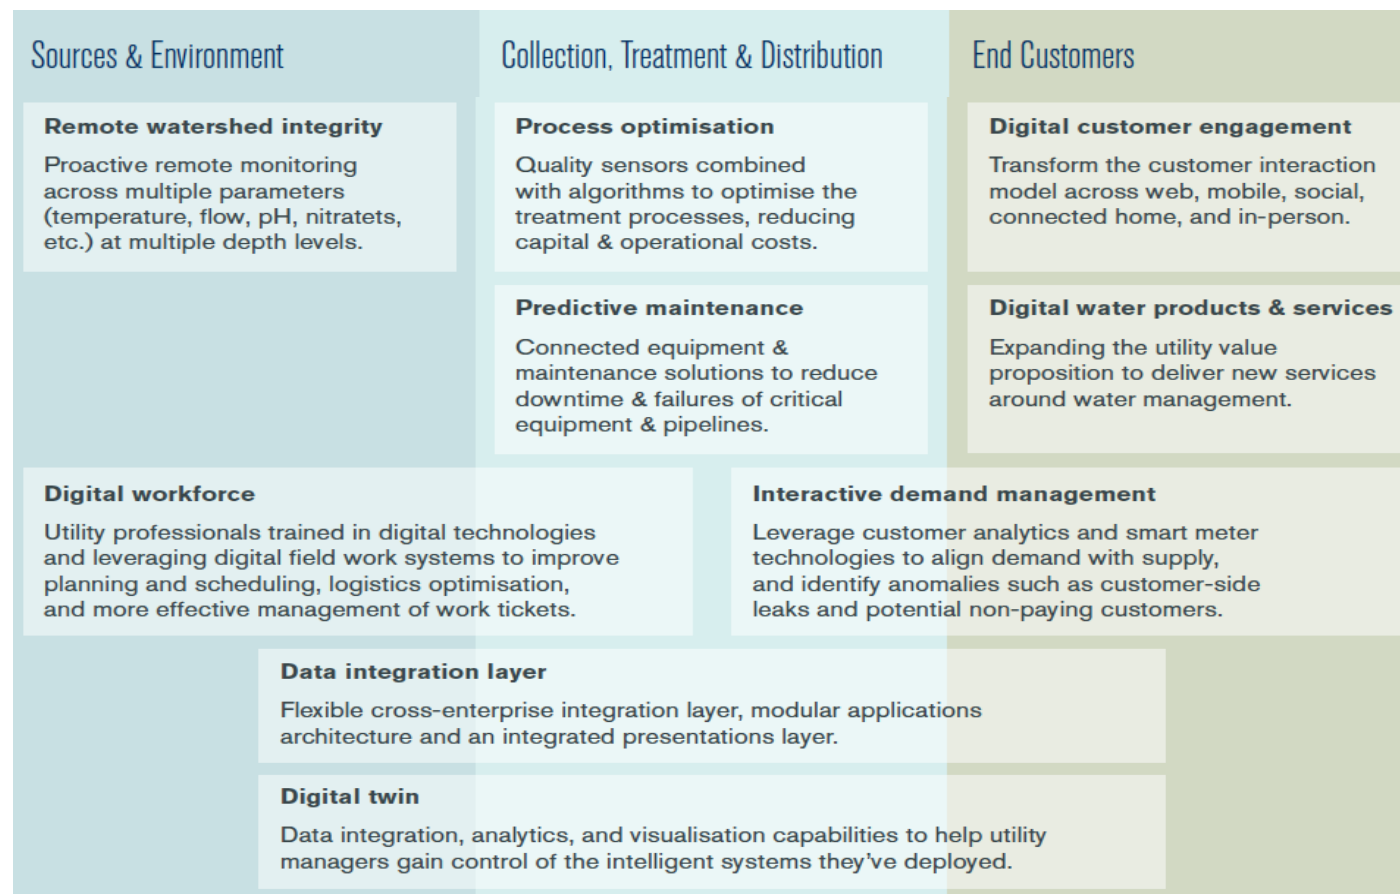 Sources & Environment
Remote watershed integrity
Proactive remote monitoring
across multiple parameters
(temperature, flow, pH, nitratets,
etc.) at multiple depth levels.
Collection, Treatment & Distribution
Process optimisation
Quality sensors combined
with algorithms to optimise the
treatment processes, reducing
capital & operational costs.
Predictive maintenance
Connected equipment &
maintenance solutions to reduce
downtime & failures of critical
equipment & pipelines.
End Customers
Digital customer engagement
Transform the customer interaction
model across web, mobile, social,
connected home, and in-person.
Digital water products & services
Expanding the utility value
proposition to deliver new services
around water management.
Digital workforce
Utility professionals trained in digital technologies
and leveraging digital field work systems to improve
planning and scheduling, logistics optimisation,
and more effective management of work tickets.
Interactive demand management
Leverage customer analytics and smart meter
technologies to align demand with supply,
and identify anomalies such as customer-side
leaks and potential non-paying customers.
Data integration layer
Flexible cross-enterprise integration layer, modular applications
architecture and an integrated presentations layer.
Digital twin
Data integration, analytics, and visualisation capabilities to help utility
managers gain control of the intelligent systems they've deployed.